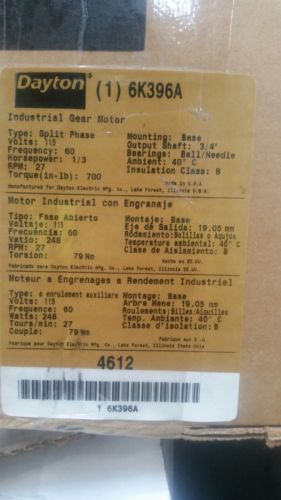 Dayton® (1) 6K396A
Industrial Gear Motor
Type: Split Phase
Volts: 115
Frequency: 60
Horsepower: 1/3
RPM: 27
Torque(in-lb): 700
Mounting: Base
Output Shaft: 3/4'
Bearings: Ball/Needle
Ambient: 40° C
Insulation Class: B
Made in U.S.A
Manufactured for Dayton Electric Mfg. Co., Lake Forest, Illinois U.S.A.
Motor Industrial con Engranaje
Type: Fase Abierto
Voltaje: 115
Frecuencia: 60
Vatio: 248
RPM: 27
Torsion: 79 Nm
Montaje: Base
Eje de Salida: 19.05 mm
Rodamiento: Bolillas o Aqujos
Temperatura ambiental: 40° C
Clase de Aislamiento: B
Hecho en EE.UU.
Fabricado para Dayton Electric Mfg. Co., Lake Forest, Illinois EE.UU.
Moteur a Engrenages a Rendement Industriel
Type: a enrulement auxiliare
Voltage: 115
Frequence: 60
Watts: 248
Tours/min: 27
Couple: 79 Nm
Montage: Base
Arbre Mene: 19.05 mm
Roulements: Billes/Aiquilles
Temp. Ambiante: 40° C
Classe d'isolation: B
Fabrique aux E.-U
Fabrique pour Dayton Electric Mfg. Co., Lake Forest, Illinois Etats-Unis
4612
1 6K396A